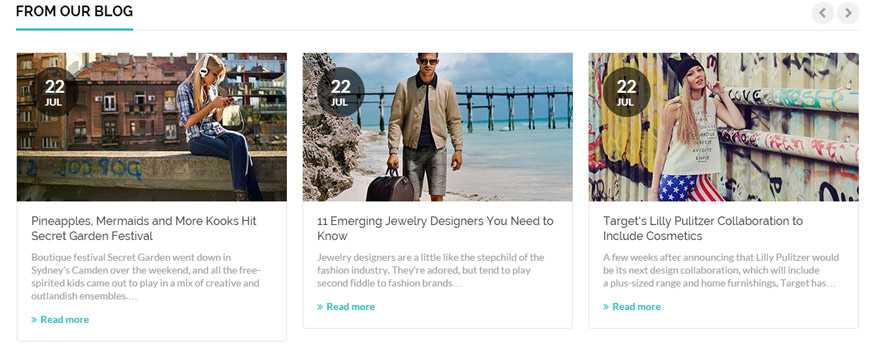 FROM OUR BLOG
22
JUL
Pineapples, Mermaids and More Kooks Hit
Secret Garden Festival
Boutique festival Secret Garden went down in
Sydney's Camden over the weekend, and all the free-
spirited kids came out to play in a mix of creative and
outlandish ensembles....
» Read more
22
JUL
11 Emerging Jewelry Designers You Need to
Know
Jewelry designers are a little like the stepchild of the
fashion industry. They're adored, but tend to play
second fiddle to fashion brands....
» Read more
22
JUL
Target's Lilly Pulitzer Collaboration to
Include Cosmetics
A few weeks after announcing that Lilly Pulitzer would
be its next design collaboration, which will include
a plus-sized range and home furnishings, Target has...
» Read more